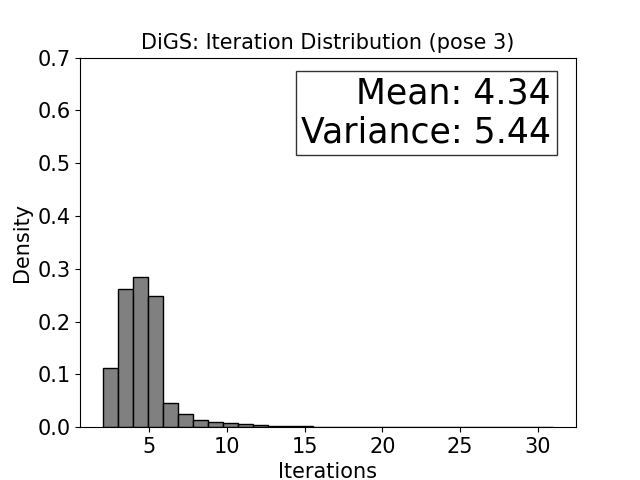 DiGS: Iteration Distribution (pose 3)
Mean: 4.34
Variance: 5.44
Density
0.7
0.6
0.5
0.4
0.3
0.2
0.1
0.0
5 10 15 20 25 30
Iterations